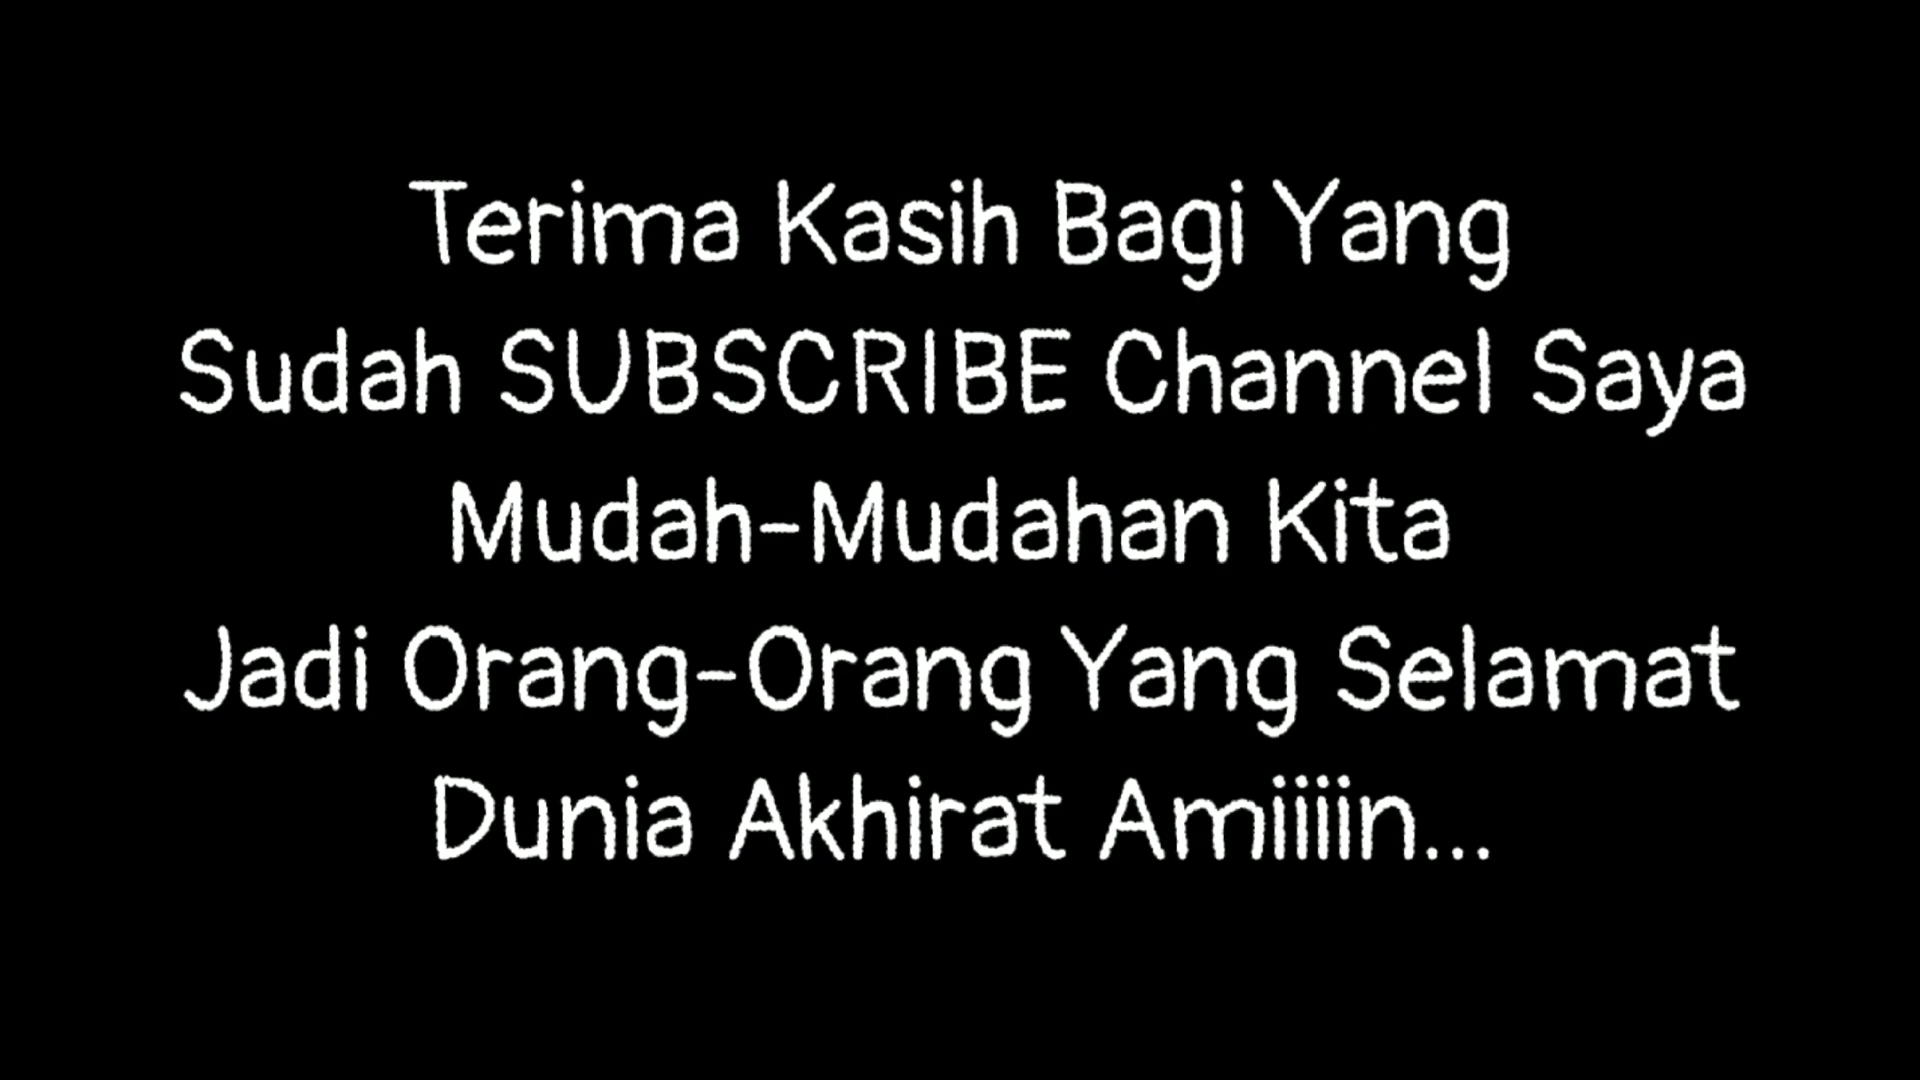 Terima Kasih Bagi Yang
Sudah SUBSCRIBE Channel Saya
Mudah-Mudahan Kita
Jadi Orang-Orang Yang Selamat
Dunia Akhirat Amiiiin...